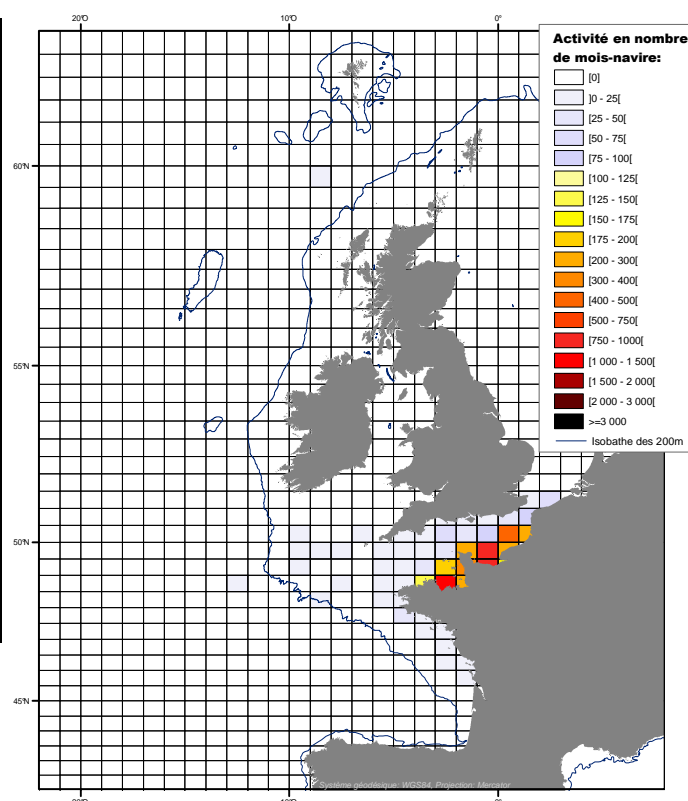 20°O 10°O 0°
Activité en nombre
de mois-navire:
[0]
]0 - 25[
[25 - 50[
[50 - 75[
[75 - 100[
[100 - 125[
[125 - 150[
[150 - 175[
[175 - 200[
[200 - 300[
[300 - 400[
[400 - 500[
[500 - 750[
[750 - 1000[
[1 000 - 1 500[
[1 500 - 2 000[
[2 000 - 3 000[
>=3 000
Isobathe des 200m
60°N
55°N
50°N
45°N
Système géodésique: WGS84, Projection: Mercator
20°O 10°O 0°